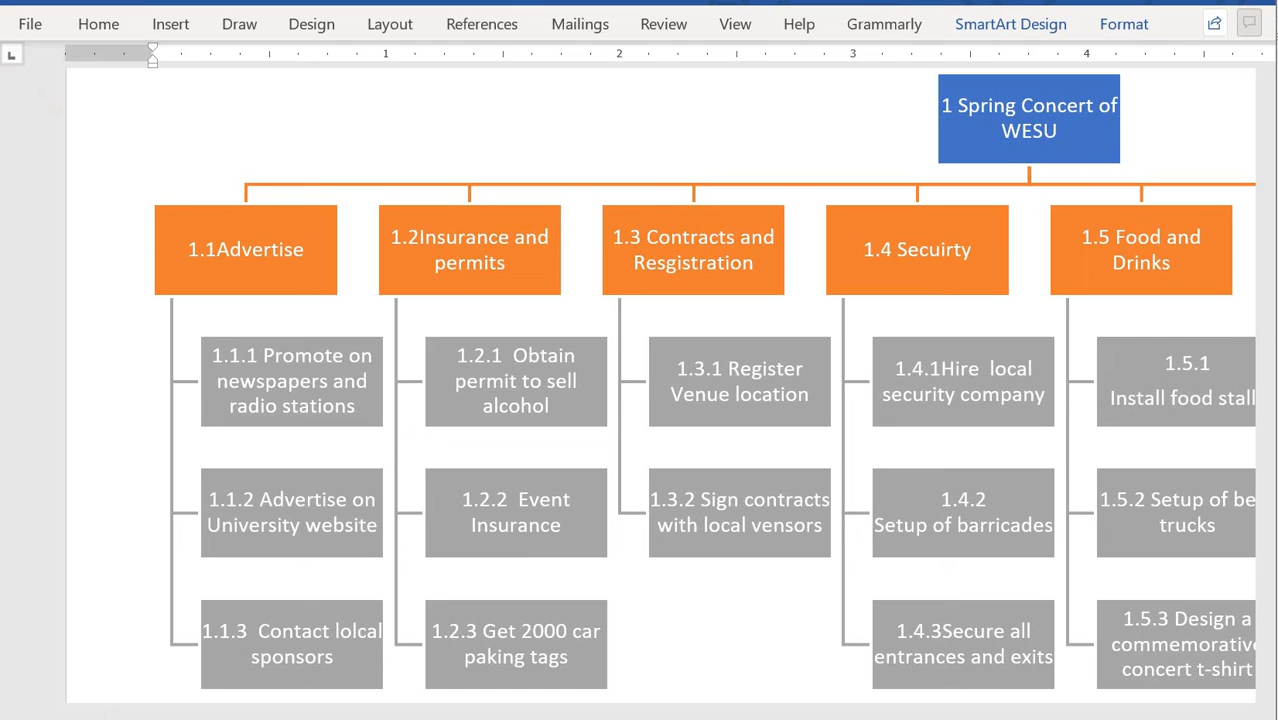 File Home Insert Draw Design Layout References Mailings Review View Help Grammarly SmartArt Design Format
1 2 3 4
1 Spring Concert of
WESU
1.1Advertise
1.2Insurance and
permits
1.3 Contracts and
Resgistration
1.4 Secuirty
1.5 Food and
Drinks
1.1.1 Promote on
newspapers and
radio stations
1.2.1 Obtain
permit to sell
alcohol
1.3.1 Register
Venue location
1.4.1Hire local
security company
1.5.1
Install food stall
1.1.2 Advertise on
University website
1.2.2 Event
Insurance
1.3.2 Sign contracts
with local vensors
1.4.2
Setup of barricades
1.5.2 Setup of be
trucks
1.1.3 Contact lolcal
sponsors
1.2.3 Get 2000 car
paking tags
1.4.3Secure all
entrances and exits
1.5.3 Design a
commemorative
concert t-shirt